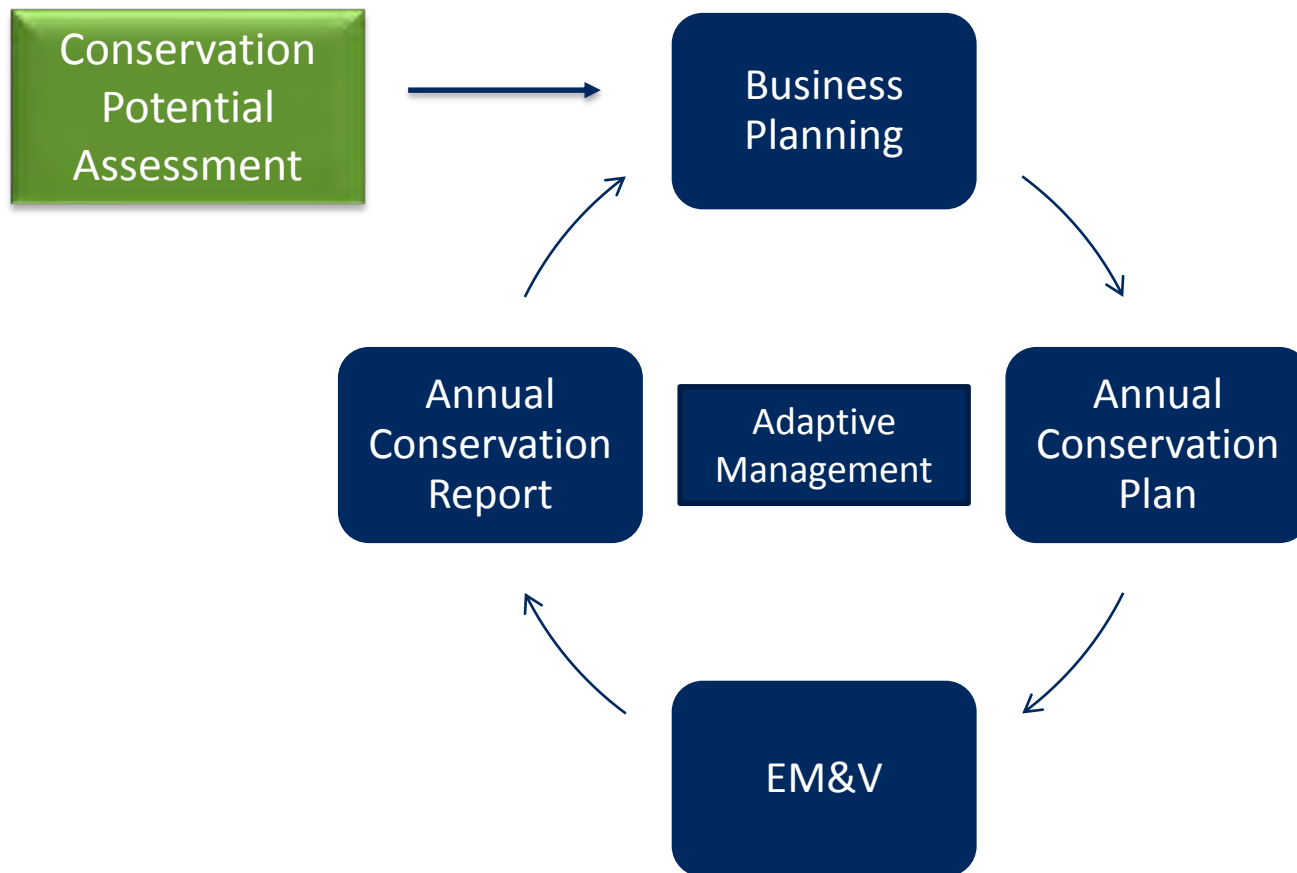 Conservation
Potential
Assessment
Business
Planning
Annual
Conservation
Report
Adaptive
Management
Annual
Conservation
Plan
EM&V